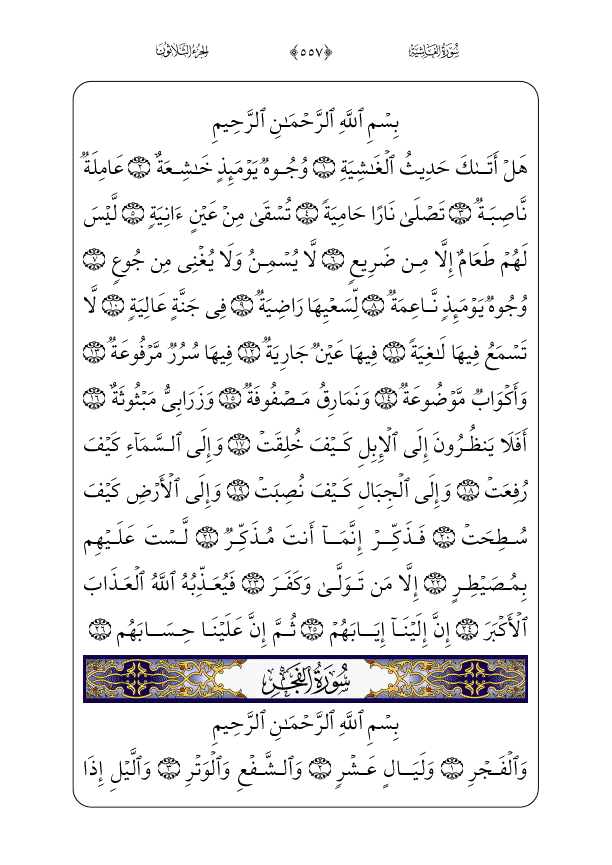 سُورَةُ الغَاشِيَةِ ﴿٥٥٧﴾ الجُزْءُ الثَّلَاثُونَ
بِسْمِ ٱللَّهِ ٱلرَّحْمَـٰنِ ٱلرَّحِيمِ
هَلْ أَتَىٰكَ حَدِيثُ ٱلْغَـٰشِيَةِ ۝١ وُجُوهٌ يَوْمَئِذٍ خَـٰشِعَةٌ ۝٢ عَامِلَةٌ
نَّاصِبَةٌ ۝٣ تَصْلَىٰ نَارًا حَامِيَةً ۝٤ تُسْقَىٰ مِنْ عَيْنٍ ءَانِيَةٍ ۝٥ لَّيْسَ
لَهُمْ طَعَامٌ إِلَّا مِن ضَرِيعٍ ۝٦ لَّا يُسْمِنُ وَلَا يُغْنِى مِن جُوعٍ ۝٧
وُجُوهٌ يَوْمَئِذٍ نَّاعِمَةٌ ۝٨ لِّسَعْيِهَا رَاضِيَةٌ ۝٩ فِى جَنَّةٍ عَالِيَةٍ ۝١٠ لَّا
تَسْمَعُ فِيهَا لَـٰغِيَةً ۝١١ فِيهَا عَيْنٌ جَارِيَةٌ ۝١٢ فِيهَا سُرُرٌ مَّرْفُوعَةٌ ۝١٣
وَأَكْوَابٌ مَّوْضُوعَةٌ ۝١٤ وَنَمَارِقُ مَصْفُوفَةٌ ۝١٥ وَزَرَابِىُّ مَبْثُوثَةٌ ۝١٦
أَفَلَا يَنظُرُونَ إِلَى ٱلْإِبِلِ كَيْفَ خُلِقَتْ ۝١٧ وَإِلَى ٱلسَّمَآءِ كَيْفَ
رُفِعَتْ ۝١٨ وَإِلَى ٱلْجِبَالِ كَيْفَ نُصِبَتْ ۝١٩ وَإِلَى ٱلْأَرْضِ كَيْفَ
سُطِحَتْ ۝٢٠ فَذَكِّرْ إِنَّمَآ أَنتَ مُذَكِّرٌ ۝٢١ لَّسْتَ عَلَيْهِم
بِمُصَيْطِرٍ ۝٢٢ إِلَّا مَن تَوَلَّىٰ وَكَفَرَ ۝٢٣ فَيُعَذِّبُهُ ٱللَّهُ ٱلْعَذَابَ
ٱلْأَكْبَرَ ۝٢٤ إِنَّ إِلَيْنَآ إِيَابَهُمْ ۝٢٥ ثُمَّ إِنَّ عَلَيْنَا حِسَابَهُم ۝٢٦
سُورَةُ الفَجْرِ
بِسْمِ ٱللَّهِ ٱلرَّحْمَـٰنِ ٱلرَّحِيمِ
وَٱلْفَجْرِ ۝١ وَلَيَالٍ عَشْرٍ ۝٢ وَٱلشَّفْعِ وَٱلْوَتْرِ ۝٣ وَٱلَّيْلِ إِذَا